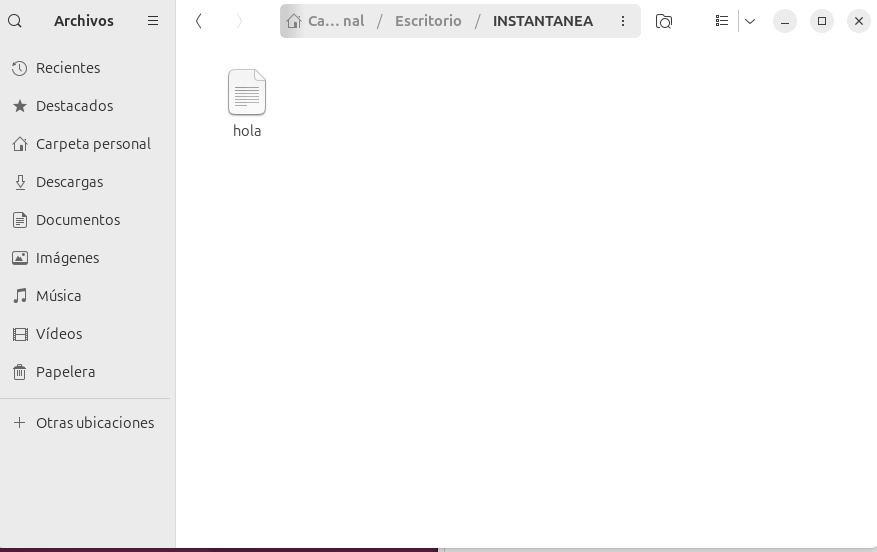 Archivos
Ca… nal / Escritorio / INSTANTANEA
Recientes
Destacados
Carpeta personal
Descargas
Documentos
Imágenes
Música
Vídeos
Papelera
Otras ubicaciones
hola